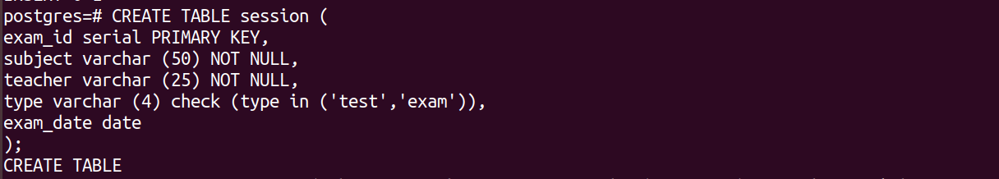 postgres=# CREATE TABLE session (
exam_id serial PRIMARY KEY,
subject varchar (50) NOT NULL,
teacher varchar (25) NOT NULL,
type varchar (4) check (type in ('test','exam')),
exam_date date
);
CREATE TABLE